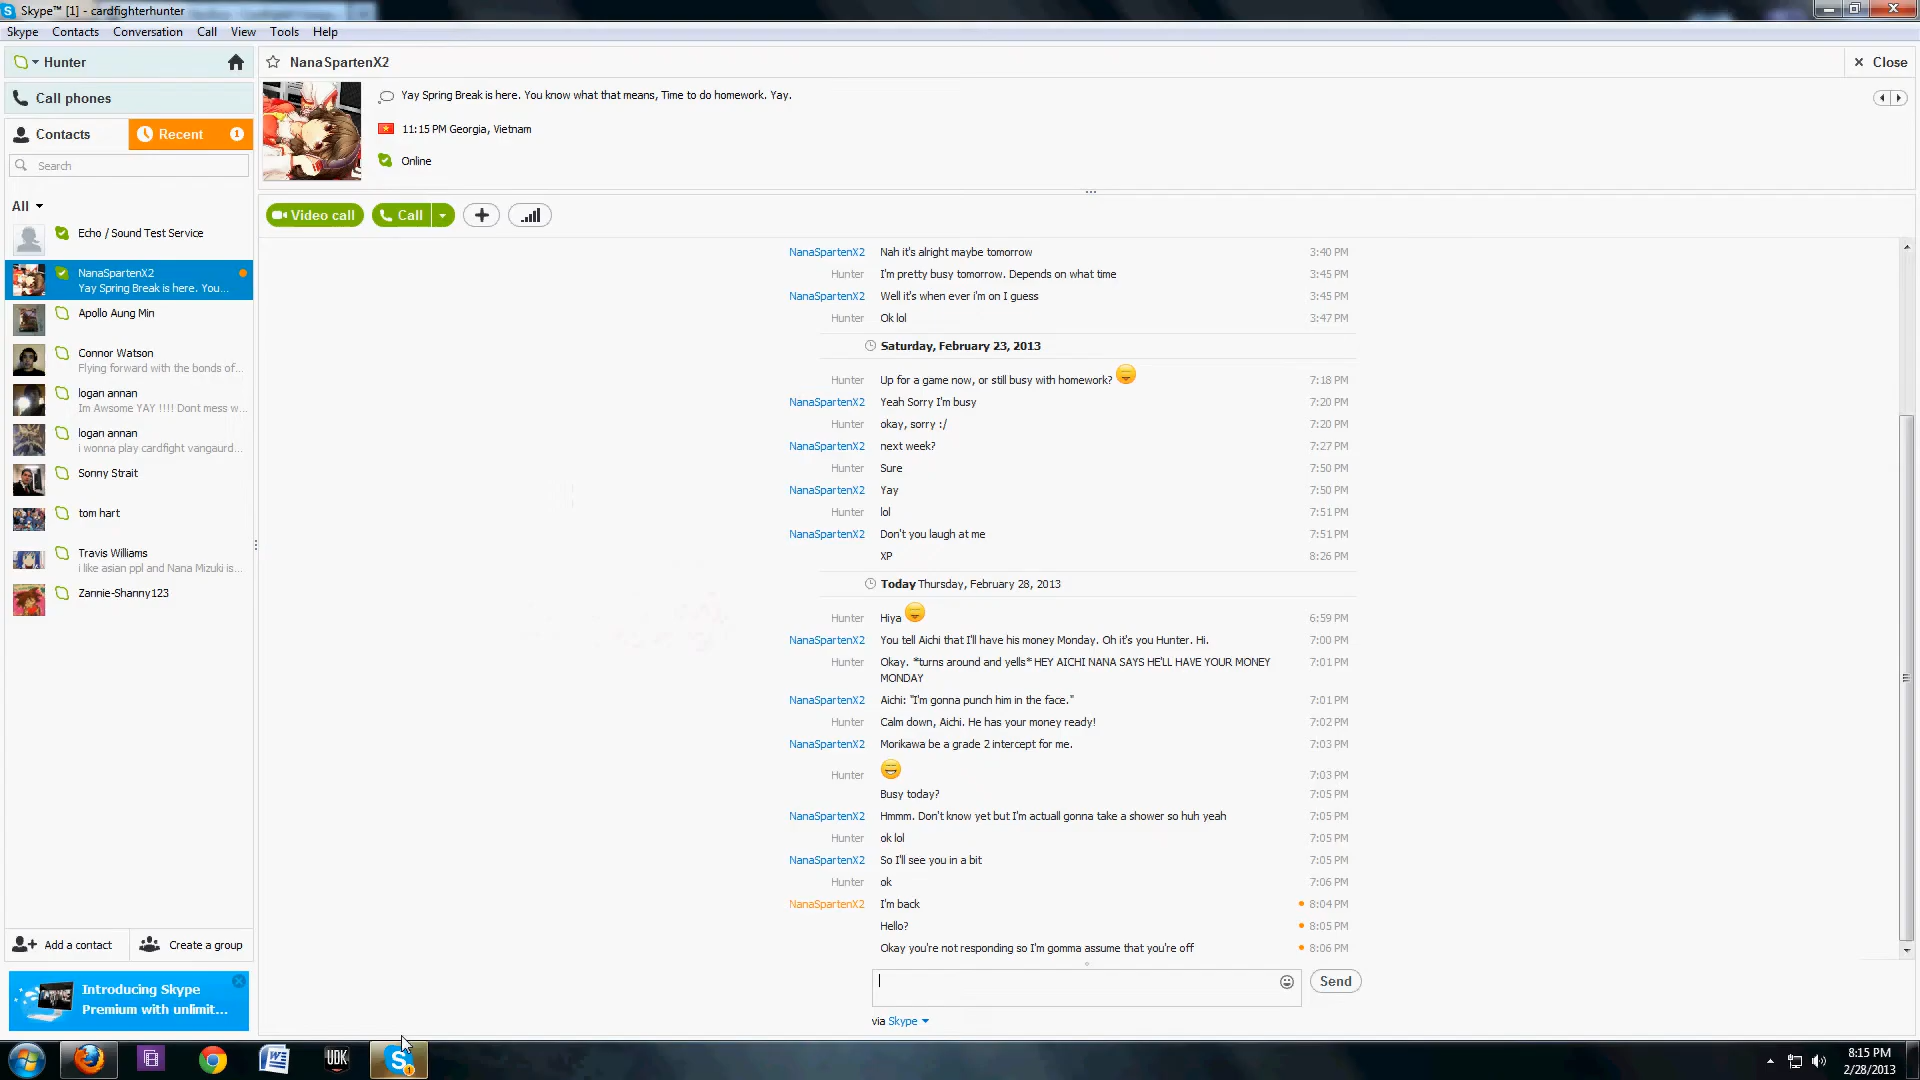 Skype™ [1] - cardfighterhunter
Skype Contacts Conversation Call View Tools Help
Hunter
Call phones
Contacts
Recent 1
Search
All
Echo / Sound Test Service
NanaSpartenX2
Yay Spring Break is here. You...
Apollo Aung Min
Connor Watson
Flying forward with the bonds of...
logan annan
Im Awsome YAY !!!! Dont mess w...
logan annan
i wonna play cardfight vangaurd...
Sonny Strait
tom hart
Travis Williams
i like asian ppl and Nana Mizuki is...
Zannie-Shanny123
Add a contact
Create a group
Introducing Skype
Premium with unlimit...
NanaSpartenX2
Close
Yay Spring Break is here. You know what that means, Time to do homework. Yay.
11:15 PM Georgia, Vietnam
Online
Video call
Call
NanaSpartenX2 Nah it's alright maybe tomorrow 3:40 PM
Hunter I'm pretty busy tomorrow. Depends on what time 3:45 PM
NanaSpartenX2 Well it's when ever i'm on I guess 3:45 PM
Hunter Ok lol 3:47 PM
Saturday, February 23, 2013
Hunter Up for a game now, or still busy with homework? 7:18 PM
NanaSpartenX2 Yeah Sorry I'm busy 7:20 PM
Hunter okay, sorry :/ 7:20 PM
NanaSpartenX2 next week? 7:27 PM
Hunter Sure 7:50 PM
NanaSpartenX2 Yay 7:50 PM
Hunter lol 7:51 PM
NanaSpartenX2 Don't you laugh at me 7:51 PM
XP 8:26 PM
Today Thursday, February 28, 2013
Hunter Hiya 6:59 PM
NanaSpartenX2 You tell Aichi that I'll have his money Monday. Oh it's you Hunter. Hi. 7:00 PM
Hunter Okay. *turns around and yells* HEY AICHI NANA SAYS HE'LL HAVE YOUR MONEY 7:01 PM
MONDAY
NanaSpartenX2 Aichi: "I'm gonna punch him in the face." 7:01 PM
Hunter Calm down, Aichi. He has your money ready! 7:02 PM
NanaSpartenX2 Morikawa be a grade 2 intercept for me. 7:03 PM
Hunter 7:03 PM
Busy today? 7:05 PM
NanaSpartenX2 Hmmm. Don't know yet but I'm actuall gonna take a shower so huh yeah 7:05 PM
Hunter ok lol 7:05 PM
NanaSpartenX2 So I'll see you in a bit 7:05 PM
Hunter ok 7:06 PM
NanaSpartenX2 I'm back 8:04 PM
Hello? 8:05 PM
Okay you're not responding so I'm gomma assume that you're off 8:06 PM
Send
via Skype
UDK
8:15 PM
2/28/2013